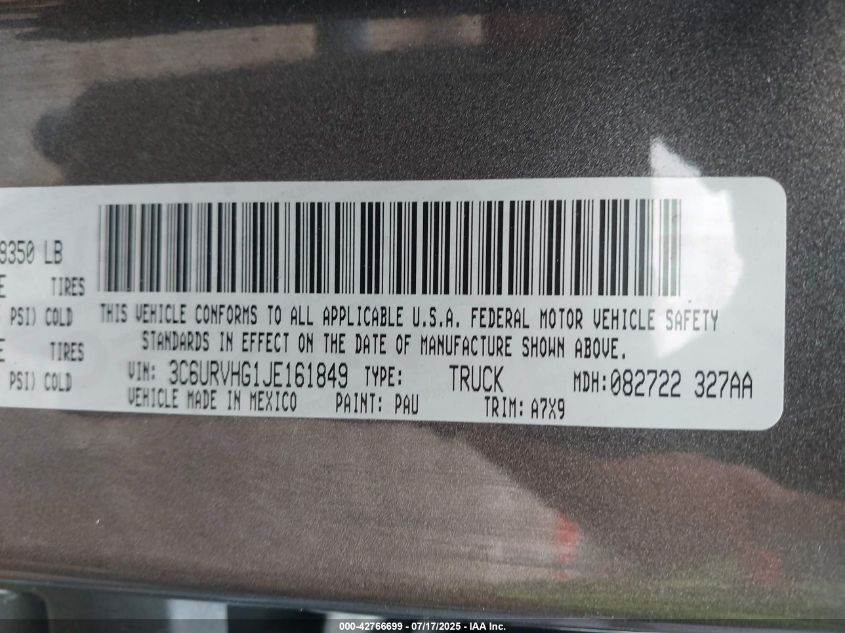 9350 LB
E TIRES
PSI) COLD
E TIRES
PSI) COLD
THIS VEHICLE CONFORMS TO ALL APPLICABLE U.S.A. FEDERAL MOTOR VEHICLE SAFETY
STANDARDS IN EFFECT ON THE DATE OF MANUFACTURE SHOWN ABOVE.
VIN: 3C6URVHG1JE161849 TYPE: TRUCK MDH:082722 327AA
VEHICLE MADE IN MEXICO PAINT: PAU TRIM: A7X9
000-42766699 - 07/17/2025 - IAA Inc.